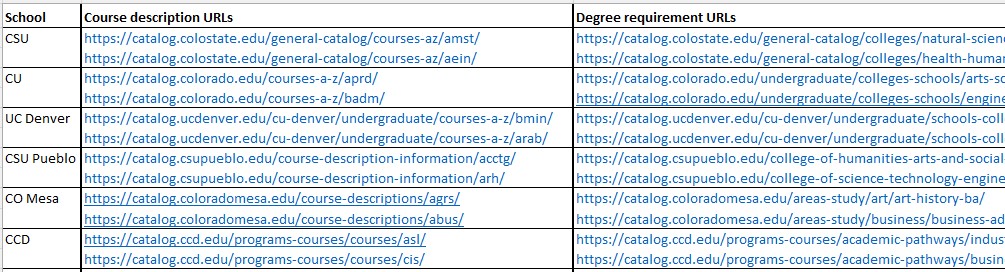 School Course description URLs Degree requirement URLs
CSU https://catalog.colostate.edu/general-catalog/courses-az/amst/ https://catalog.colostate.edu/general-catalog/colleges/natural-scien
https://catalog.colostate.edu/general-catalog/courses-az/aein/ https://catalog.colostate.edu/general-catalog/colleges/health-human
CU https://catalog.colorado.edu/courses-a-z/aprd/ https://catalog.colorado.edu/undergraduate/colleges-schools/arts-sc
https://catalog.colorado.edu/courses-a-z/badm/ https://catalog.colorado.edu/undergraduate/colleges-schools/engine
UC Denver https://catalog.ucdenver.edu/cu-denver/undergraduate/courses-a-z/bmin/ https://catalog.ucdenver.edu/cu-denver/undergraduate/schools-coll
https://catalog.ucdenver.edu/cu-denver/undergraduate/courses-a-z/arab/ https://catalog.ucdenver.edu/cu-denver/undergraduate/schools-coll
CSU Pueblo https://catalog.csupueblo.edu/course-description-information/acctg/ https://catalog.csupueblo.edu/college-of-humanities-arts-and-social-
https://catalog.csupueblo.edu/course-description-information/arh/ https://catalog.csupueblo.edu/college-of-science-technology-engine
CO Mesa https://catalog.coloradomesa.edu/course-descriptions/agrs/ https://catalog.coloradomesa.edu/areas-study/art/art-history-ba/
https://catalog.coloradomesa.edu/course-descriptions/abus/ https://catalog.coloradomesa.edu/areas-study/business/business-ad
CCD https://catalog.ccd.edu/programs-courses/courses/asl/ https://catalog.ccd.edu/programs-courses/academic-pathways/indus
https://catalog.ccd.edu/programs-courses/courses/cis/ https://catalog.ccd.edu/programs-courses/academic-pathways/busin